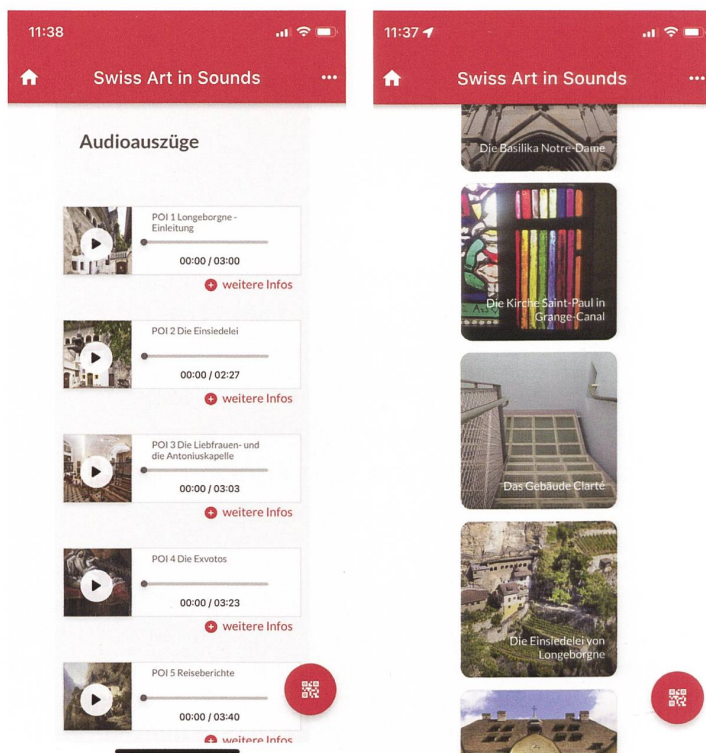 11:38
Swiss Art in Sounds
Audioauszüge
POI 1 Longeborgne -
Einleitung
00:00 / 03:00
weitere Infos
POI 2 Die Einsiedelei
00:00 / 02:27
weitere Infos
POI 3 Die Liebfrauen- und
die Antoniuskapelle
00:00 / 03:03
weitere Infos
POI 4 Die Exvotos
00:00 / 03:23
weitere Infos
POI 5 Reiseberichte
00:00 / 03:40
weitere Infos
11:37
Swiss Art in Sounds
Die Basilika Notre-Dame
Die Kirche Saint-Paul in
Grange-Canal
Das Gebäude Clarté
Die Einsiedelei von
Longeborgne